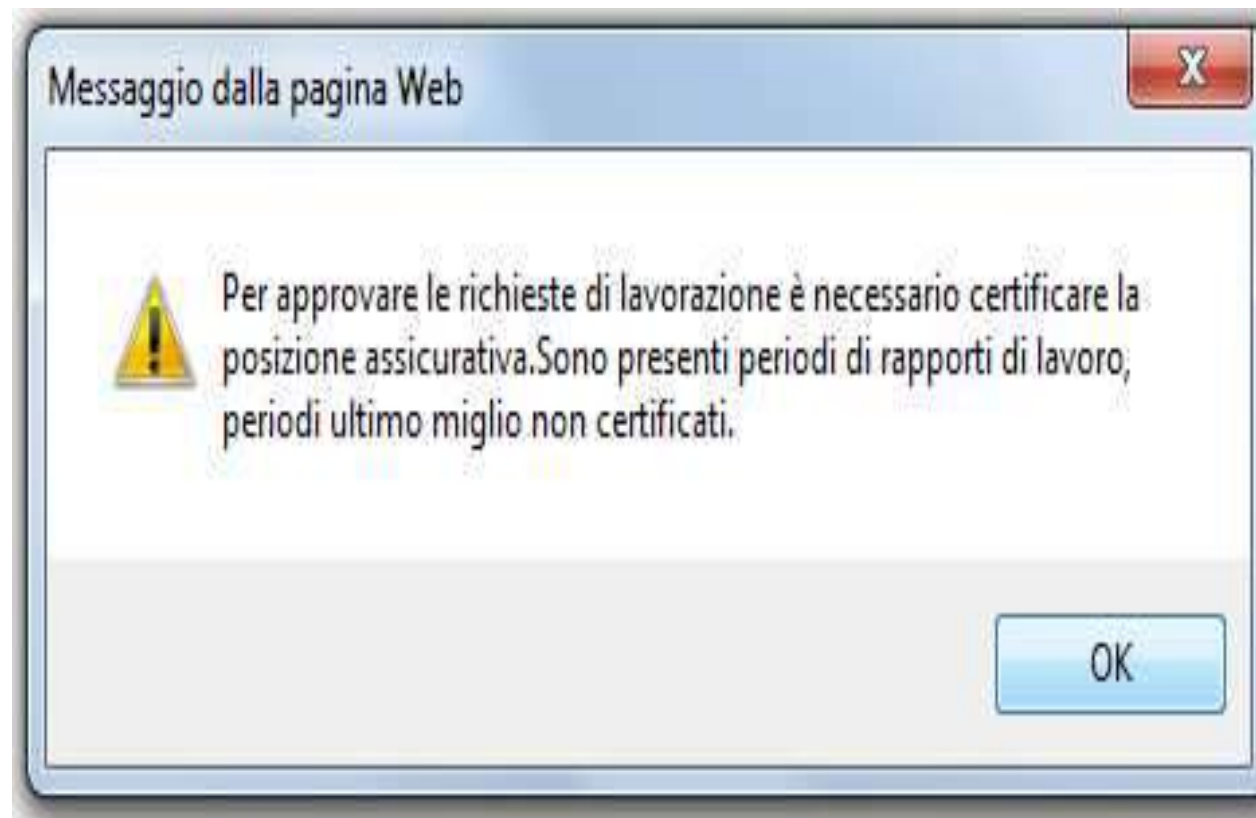 Messaggio dalla pagina Web
X
Per approvare le richieste di lavorazione è necessario certificare la
posizione assicurativa.Sono presenti periodi di rapporti di lavoro,
periodi ultimo miglio non certificati.
OK